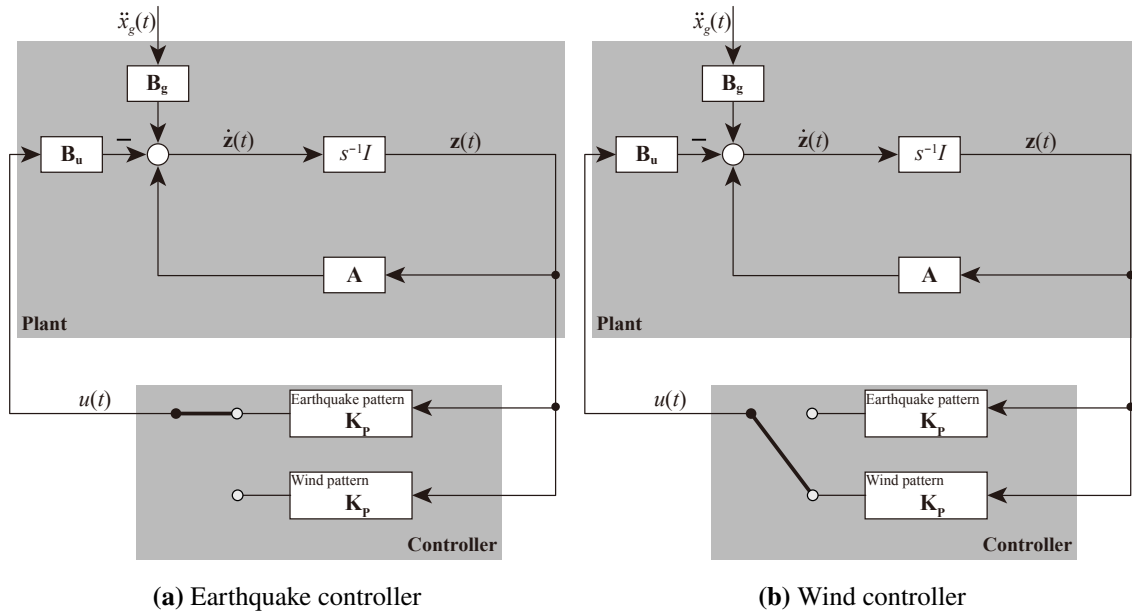 ẍg(t)
Bg
Bu
−
ż(t)
s⁻¹I
z(t)
A
Plant
u(t)
Earthquake pattern
KP
Wind pattern
KP
Controller
(a) Earthquake controller
ẍg(t)
Bg
Bu
−
ż(t)
s⁻¹I
z(t)
A
Plant
u(t)
Earthquake pattern
KP
Wind pattern
KP
Controller
(b) Wind controller